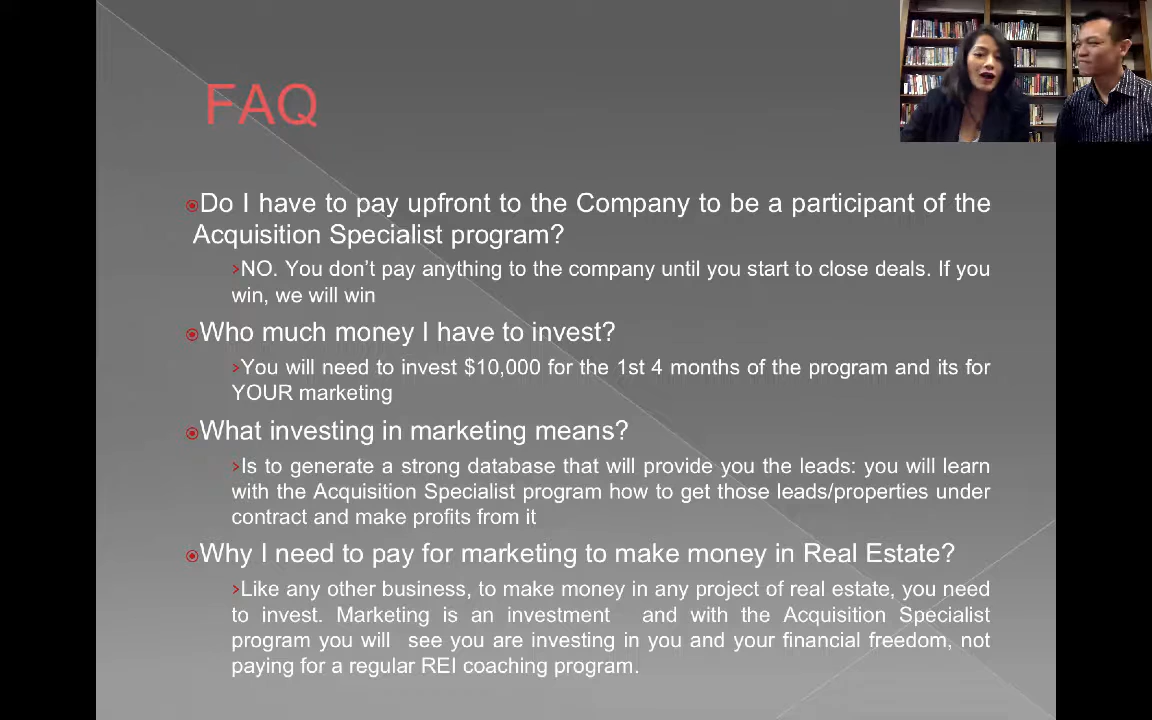 FAQ
Do I have to pay upfront to the Company to be a participant of the
Acquisition Specialist program?
›NO. You don't pay anything to the company until you start to close deals. If you
win, we will win
Who much money I have to invest?
›You will need to invest $10,000 for the 1st 4 months of the program and its for
YOUR marketing
What investing in marketing means?
›Is to generate a strong database that will provide you the leads: you will learn
with the Acquisition Specialist program how to get those leads/properties under
contract and make profits from it
Why I need to pay for marketing to make money in Real Estate?
›Like any other business, to make money in any project of real estate, you need
to invest. Marketing is an investment and with the Acquisition Specialist
program you will see you are investing in you and your financial freedom, not
paying for a regular REI coaching program.